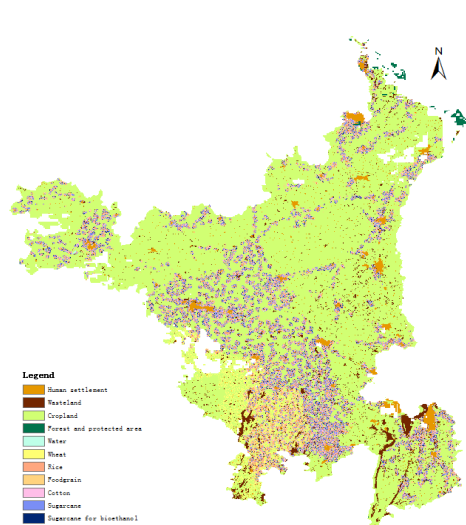 N
Legend
Human settlement
Wasteland
Cropland
Forest and protected area
Water
Wheat
Rice
Foodgrain
Cotton
Sugarcane
Sugarcane for bioethanol